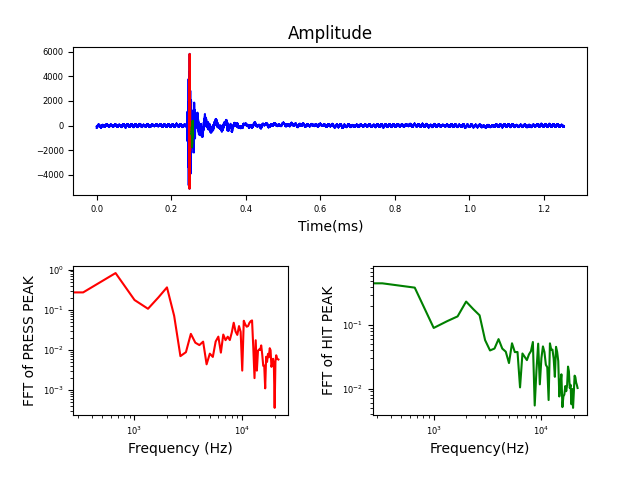 Amplitude
6000
4000
2000
0
−2000
−4000
0.0 0.2 0.4 0.6 0.8 1.0 1.2
Time(ms)
FFT of PRESS PEAK
10⁰
10⁻¹
10⁻²
10⁻³
10³ 10⁴
Frequency (Hz)
FFT of HIT PEAK
10⁻¹
10⁻²
10³ 10⁴
Frequency(Hz)